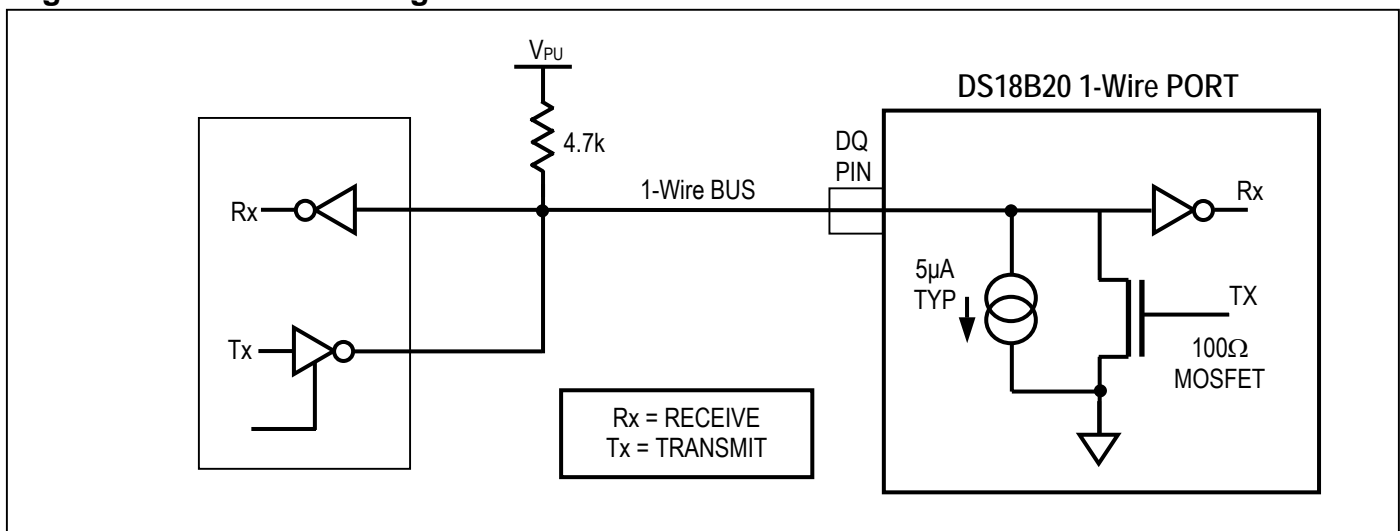 VPU
4.7k
DS18B20 1-Wire PORT
DQ
PIN
1-Wire BUS
Rx
Rx
5µA
TYP
TX
100Ω
MOSFET
Tx
Rx = RECEIVE
Tx = TRANSMIT